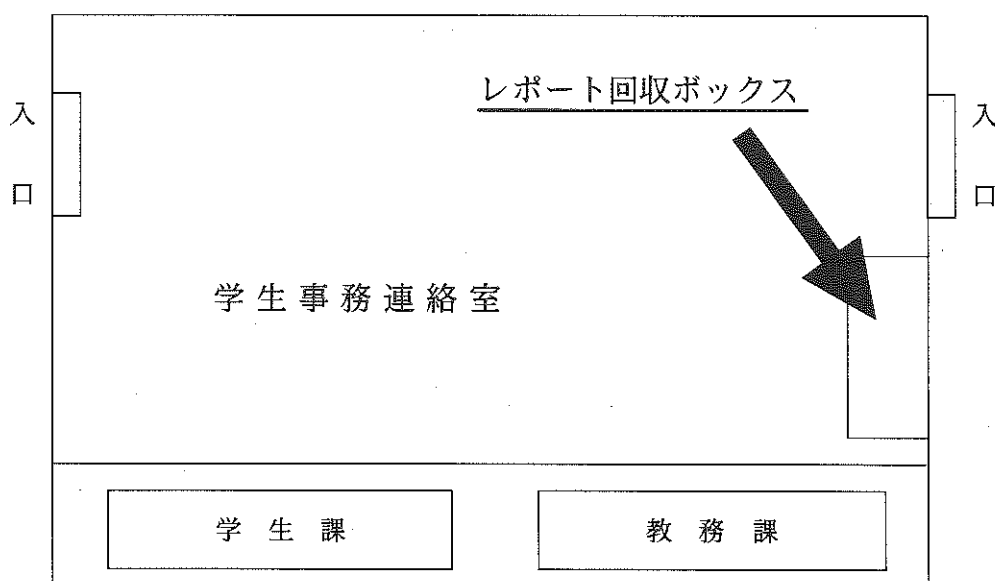 レポート回収ボックス
入口
入口
学生事務連絡室
学生課
教務課